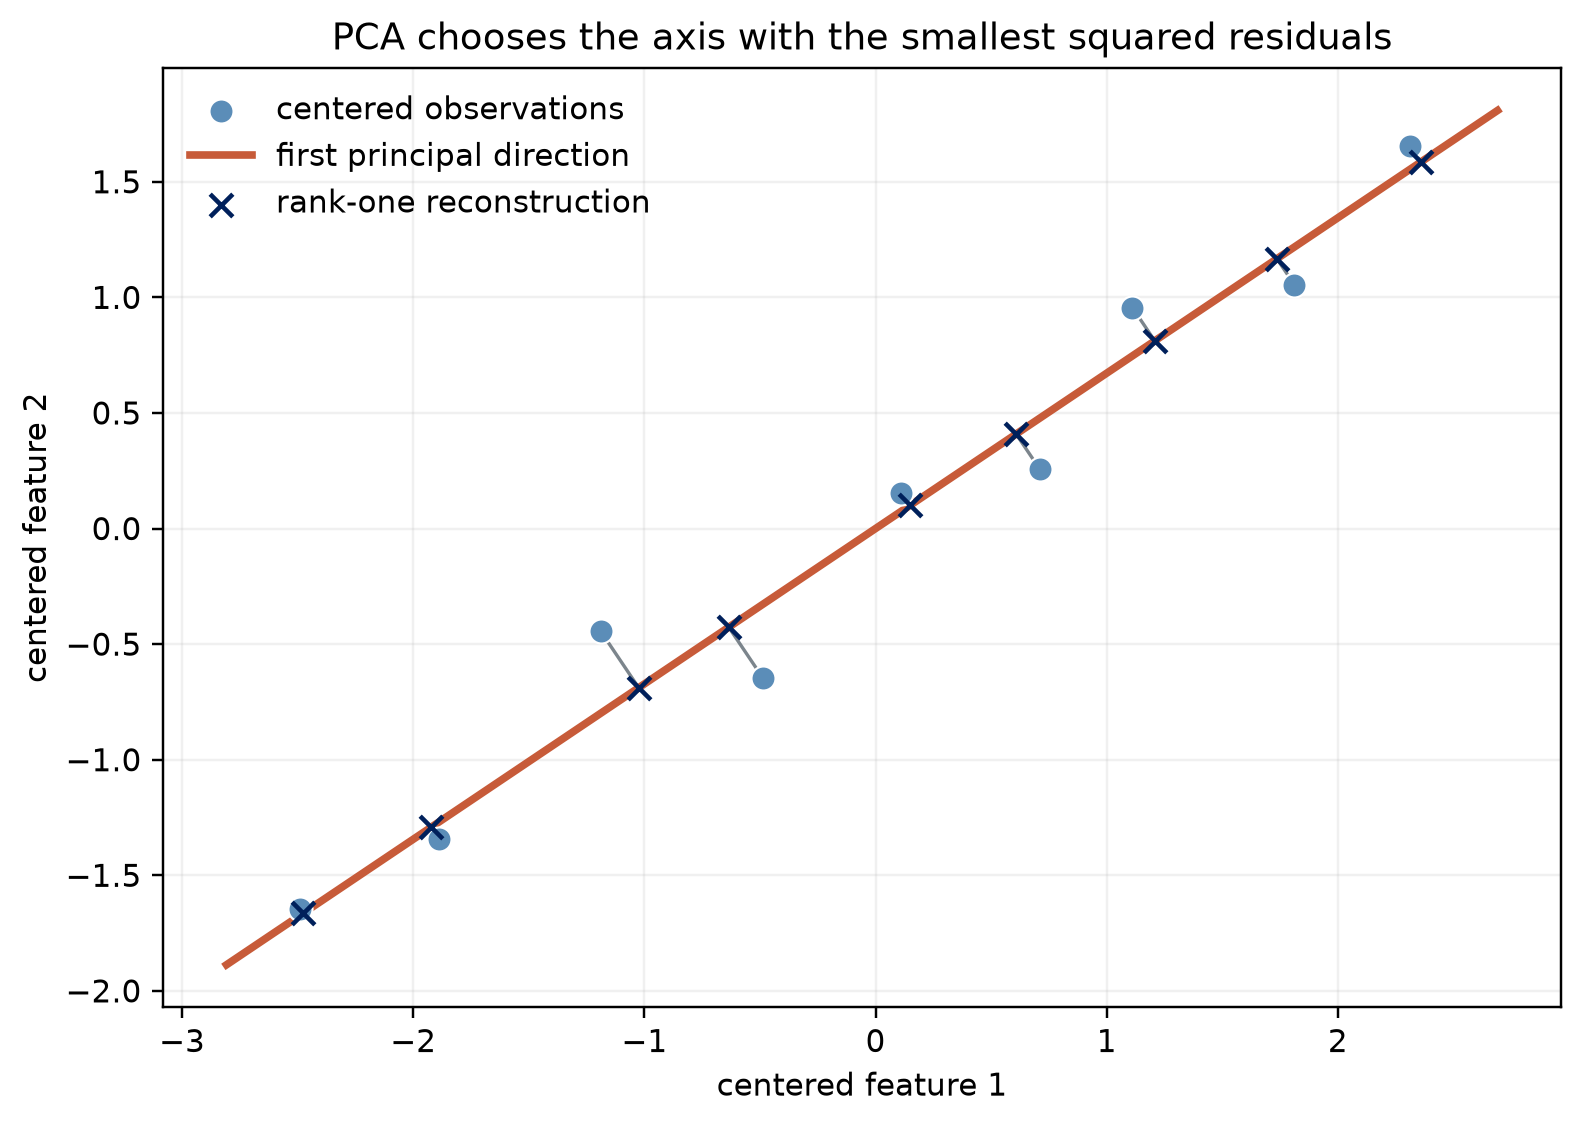 PCA chooses the axis with the smallest squared residuals
centered observations
first principal direction
rank-one reconstruction
1.5
1.0
0.5
0.0
−0.5
−1.0
−1.5
−2.0
centered feature 2
−3
−2
−1
0
1
2
centered feature 1